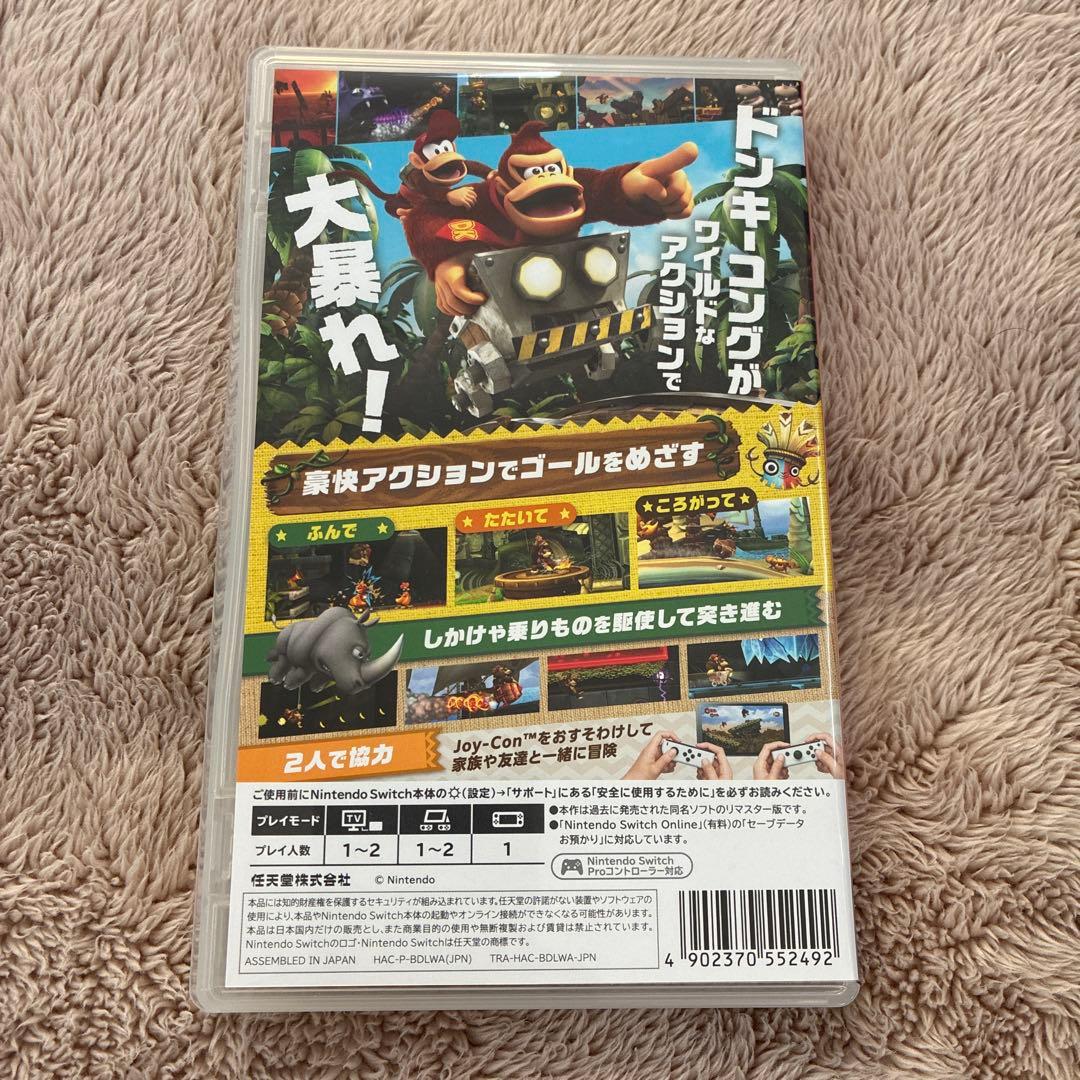 ドンキーコングが
ワイルドな
アクションで
大暴れ!
DK
豪快アクションでゴールをめざす
★ ふんで ★
★ たたいて ★
★ ころがって ★
しかけや乗りものを駆使して突き進む
2人で協力
Joy-Con™をおすそわけして
家族や友達と一緒に冒険
ご使用前にNintendo Switch本体の(設定)→「サポート」にある「安全に使用するために」を必ずお読みください。
プレイモード
TV
プレイ人数
1～2
1～2
1
●本作は過去に発売された同名ソフトのリマスター版です。
●「Nintendo Switch Online」(有料)の「セーブデータ
お預かり」に対応しています。
Nintendo Switch
Proコントローラー対応
任天堂株式会社
© Nintendo
本品には知的財産権を保護するセキュリティが組み込まれています。任天堂の許諾がない装置やソフトウェアの
使用により、本品やNintendo Switch本体の起動やオンライン接続ができなくなる可能性があります。
本品は日本国内だけの販売とし、また商業目的の使用や無断複製および賃貸は禁止されています。
Nintendo Switchのロゴ・Nintendo Switchは任天堂の商標です。
ASSEMBLED IN JAPAN HAC-P-BDLWA(JPN) TRA-HAC-BDLWA-JPN
4 902370 552492